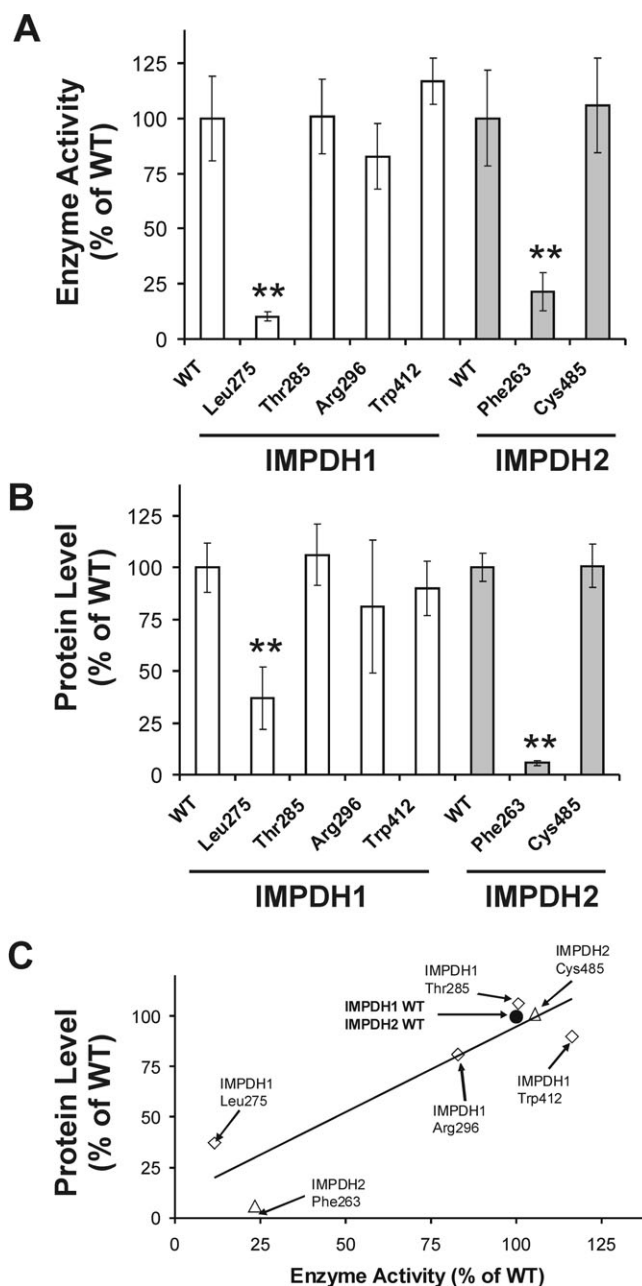 A
Enzyme Activity
(% of WT)
125
100
75
50
25
0
**
**
WT
Leu275
Thr285
Arg296
Trp412
WT
Phe263
Cys485
IMPDH1
IMPDH2
B
Protein Level
(% of WT)
125
100
75
50
25
0
**
**
WT
Leu275
Thr285
Arg296
Trp412
WT
Phe263
Cys485
IMPDH1
IMPDH2
C
Protein Level
(% of WT)
100
75
50
25
0
IMPDH1
Thr285
IMPDH2
Cys485
IMPDH1 WT
IMPDH2 WT
IMPDH1
Leu275
IMPDH1
Arg296
IMPDH1
Trp412
IMPDH2
Phe263
0
25
50
75
100
125
Enzyme Activity (% of WT)